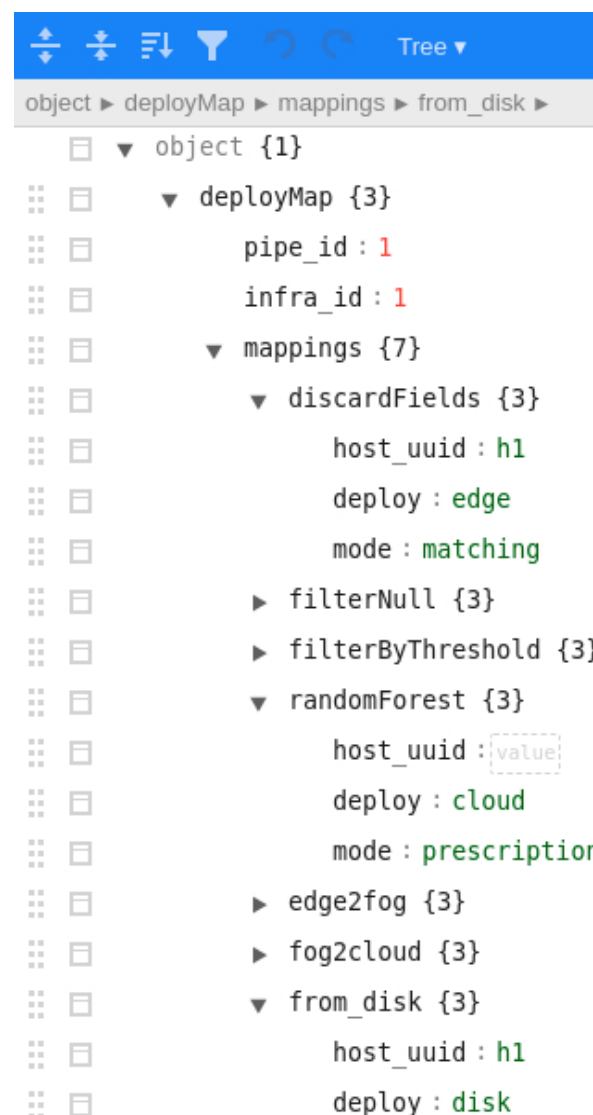 Tree ▾
object ► deployMap ► mappings ► from_disk ►
▼ object {1}
▼ deployMap {3}
pipe_id : 1
infra_id : 1
▼ mappings {7}
▼ discardFields {3}
host_uuid : h1
deploy : edge
mode : matching
► filterNull {3}
► filterByThreshold {3}
▼ randomForest {3}
host_uuid : value
deploy : cloud
mode : prescription
► edge2fog {3}
► fog2cloud {3}
▼ from_disk {3}
host_uuid : h1
deploy : disk